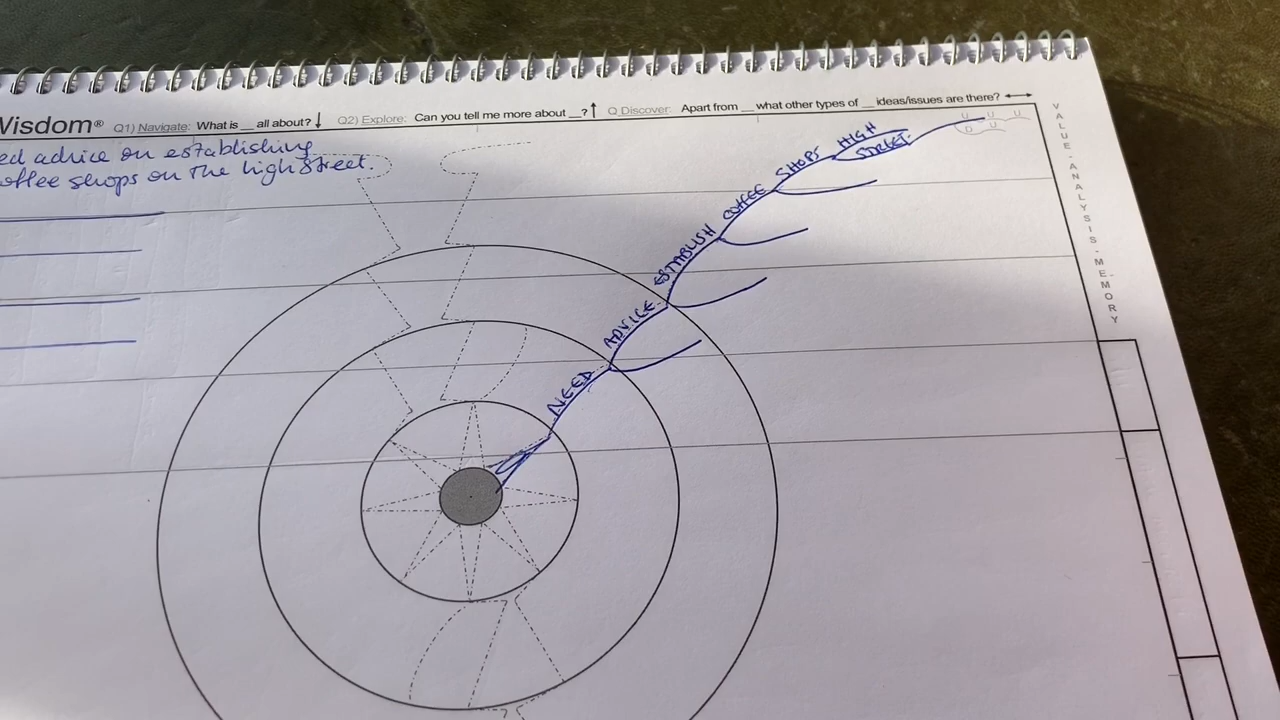 Wisdom® Q1) Navigate: What is __ all about? ↓ Q2) Explore: Can you tell me more about __? ↑ Q Discover: Apart from __ what other types of __ ideas/issues are there? ↔
ed advice on establishing
offee shops on the high Street.
NEED ADVICE ESTABLISH COFFEE SHOPS HIGH STREET
U U U
D U
VALUE-ANALYSIS-MEMORY